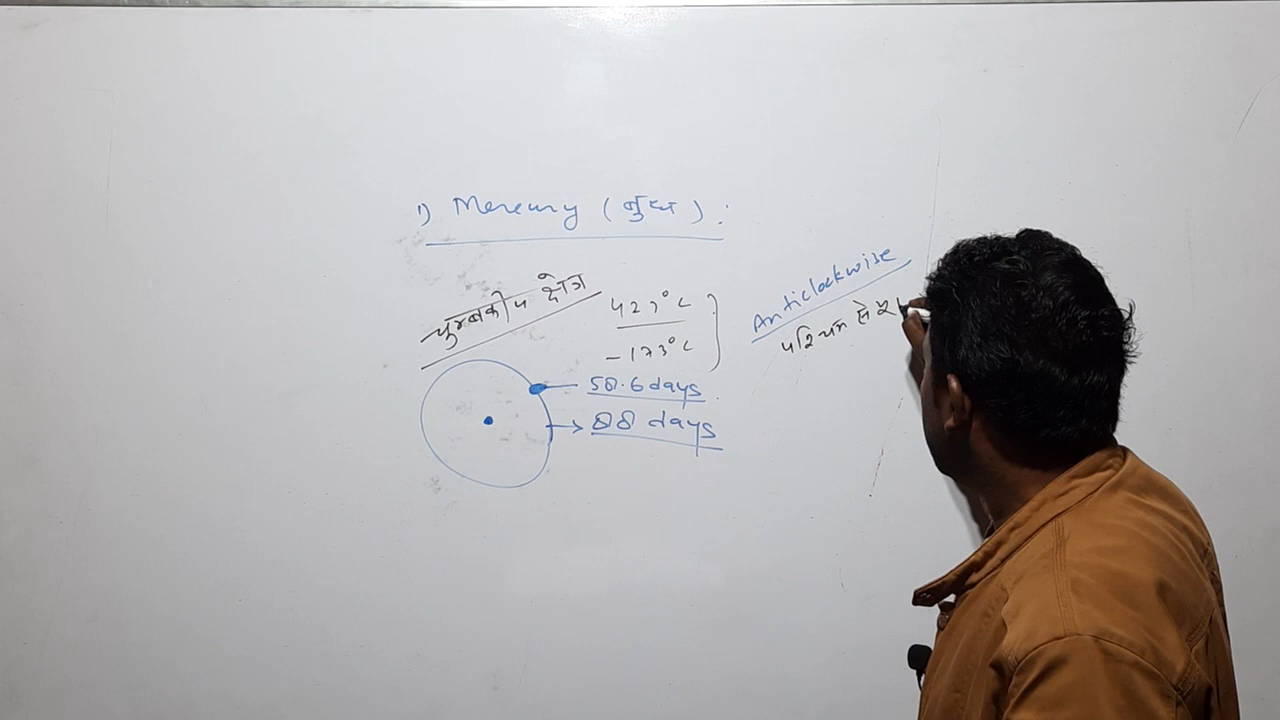 1) Mercury (बुध) :
चुम्बकीय क्षेत्र
427°C
-173°C
58.6 days
88 days
Anticlockwise
पश्चिम से